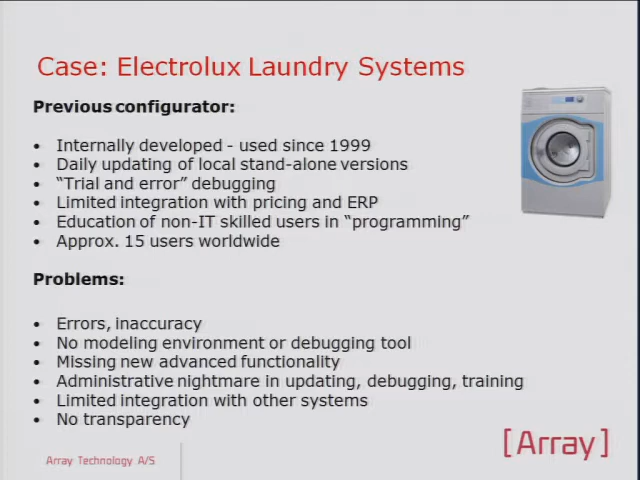 Case: Electrolux Laundry Systems
Previous configurator:
• Internally developed - used since 1999
• Daily updating of local stand-alone versions
• “Trial and error” debugging
• Limited integration with pricing and ERP
• Education of non-IT skilled users in “programming”
• Approx. 15 users worldwide
Problems:
• Errors, inaccuracy
• No modeling environment or debugging tool
• Missing new advanced functionality
• Administrative nightmare in updating, debugging, training
• Limited integration with other systems
• No transparency
Array Technology A/S
[Array]